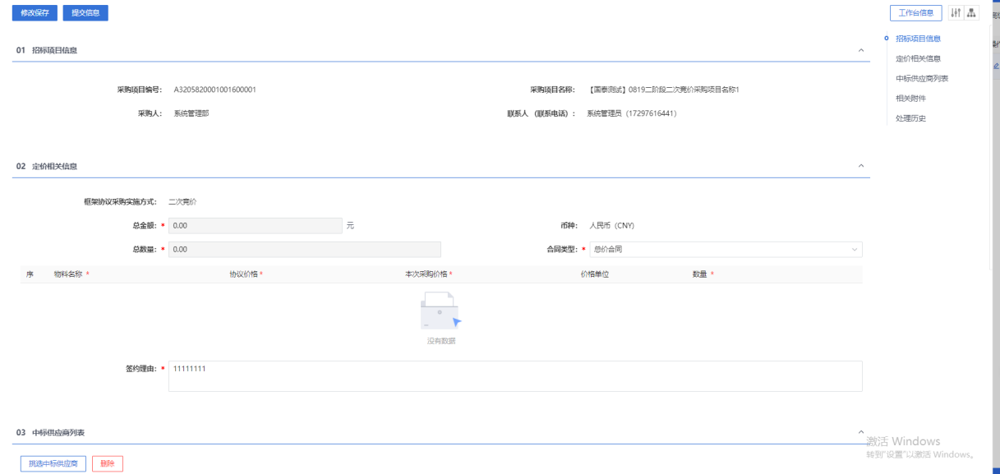 修改保存 提交信息 工作台信息
01 招标项目信息
采购项目编号： A3205820001001600001 采购项目名称： 【国泰测试】0819二阶段二次竞价采购项目名称1
采购人： 系统管理部 联系人（联系电话）： 系统管理员（17297616441）
02 定价相关信息
框架协议采购实施方式： 二次竞价
总金额： * 0.00 元 币种： 人民币（CNY）
总数量： * 0.00 合同类型： * 总价合同
序 物料名称 * 协议价格 * 本次采购价格 * 价格单位 数量 *
没有数据
签约理由： * 11111111
03 中标供应商列表
挑选中标供应商 删除
招标项目信息
定价相关信息
中标供应商列表
相关附件
处理历史
激活 Windows
转到"设置"以激活 Windows。